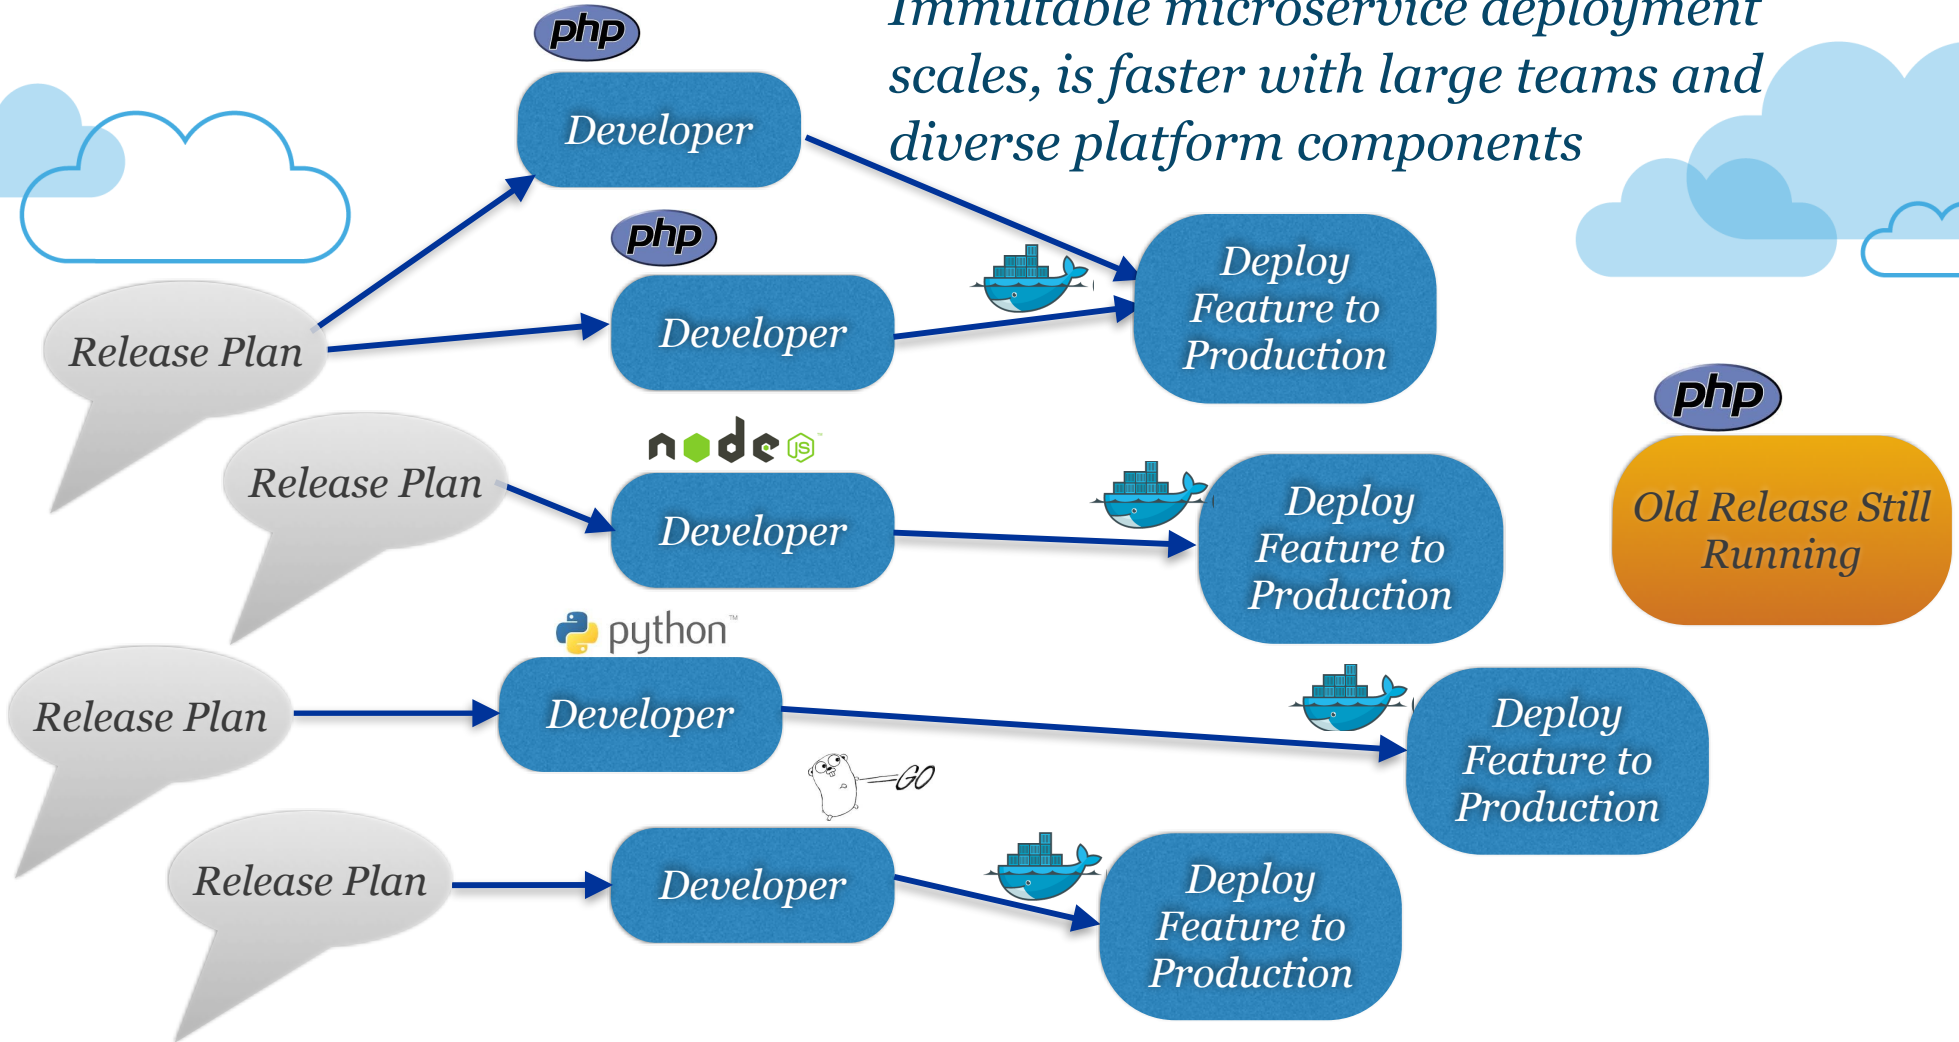 Immutable microservice deployment
scales, is faster with large teams and
diverse platform components
php
Developer
php
Developer
Deploy
Feature to
Production
Release Plan
php
Old Release Still
Running
Release Plan
node JS™
Developer
Deploy
Feature to
Production
python™
Release Plan
Developer
Deploy
Feature to
Production
GO
Release Plan
Developer
Deploy
Feature to
Production